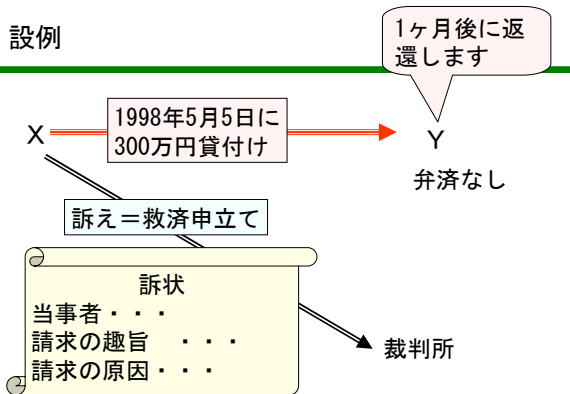 設例
1ヶ月後に返
還します
1998年5月5日に
300万円貸付け
X
Y
弁済なし
訴え＝救済申立て
訴状
当事者・・・
請求の趣旨　・・・
請求の原因・・・
裁判所